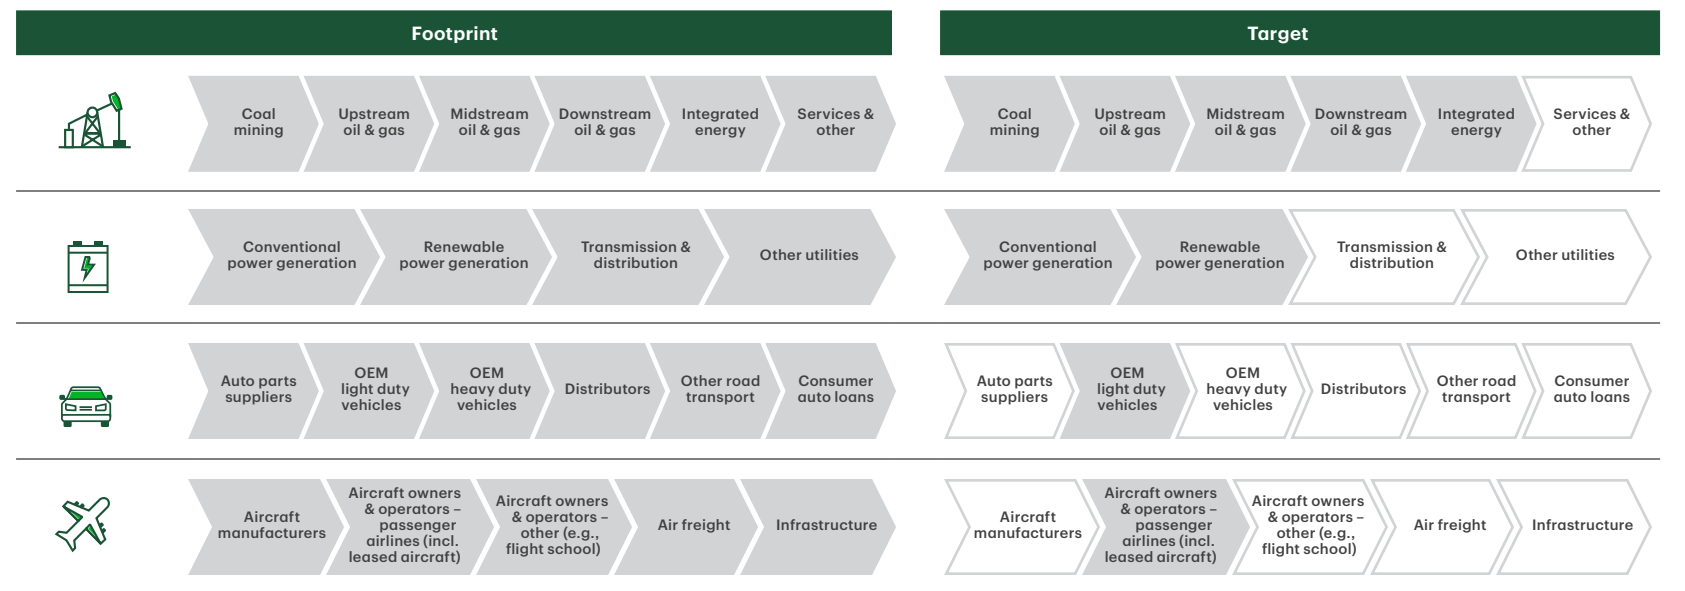 Footprint
Target
Coal
mining
Upstream
oil & gas
Midstream
oil & gas
Downstream
oil & gas
Integrated
energy
Services &
other
Coal
mining
Upstream
oil & gas
Midstream
oil & gas
Downstream
oil & gas
Integrated
energy
Services &
other
Conventional
power generation
Renewable
power generation
Transmission &
distribution
Other utilities
Conventional
power generation
Renewable
power generation
Transmission &
distribution
Other utilities
Auto parts
suppliers
OEM
light duty
vehicles
OEM
heavy duty
vehicles
Distributors
Other road
transport
Consumer
auto loans
Auto parts
suppliers
OEM
light duty
vehicles
OEM
heavy duty
vehicles
Distributors
Other road
transport
Consumer
auto loans
Aircraft
manufacturers
Aircraft owners
& operators –
passenger
airlines (incl.
leased aircraft)
Aircraft owners
& operators –
other (e.g.,
flight school)
Air freight
Infrastructure
Aircraft
manufacturers
Aircraft owners
& operators –
passenger
airlines (incl.
leased aircraft)
Aircraft owners
& operators –
other (e.g.,
flight school)
Air freight
Infrastructure